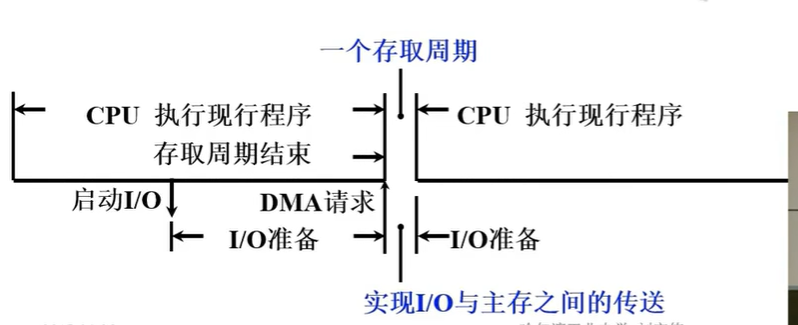 一个存取周期
CPU 执行现行程序
CPU 执行现行程序
存取周期结束
启动I/O
DMA请求
I/O准备
I/O准备
实现I/O与主存之间的传送